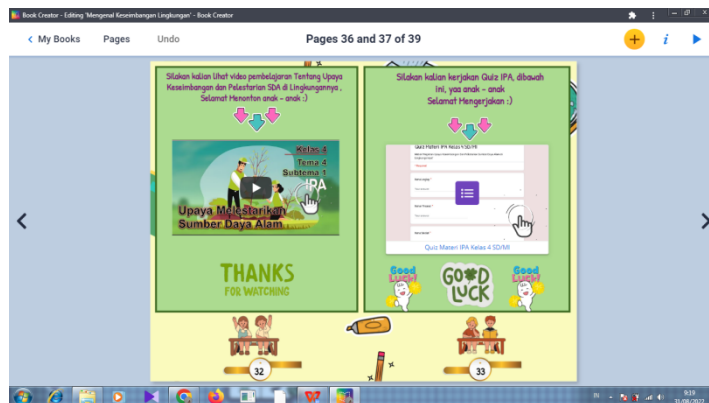 Book Creator - Editing 'Mengenal Keseimbangan Lingkungan' - Book Creator
< My Books Pages Undo Pages 36 and 37 of 39
Silakan kalian lihat video pembelajaran Tentang Upaya
Keseimbangan dan Pelestarian SDA di Lingkungannya ,
Selamat Menonton anak - anak :)
Kelas 4
Tema 4
Subtema 1
IPA
Upaya Melestarikan
Sumber Daya Alam
THANKS
FOR WATCHING
32
Silakan kalian kerjakan Quiz IPA, dibawah
ini, yaa anak - anak
Selamat Mengerjakan :)
Quiz Materi IPA Kelas 4 SD/MI
Quiz Materi IPA Kelas 4 SD/MI
Good
Luck!
GOOD
LUCK
Good
Luck!
33
9:19
31/08/2022